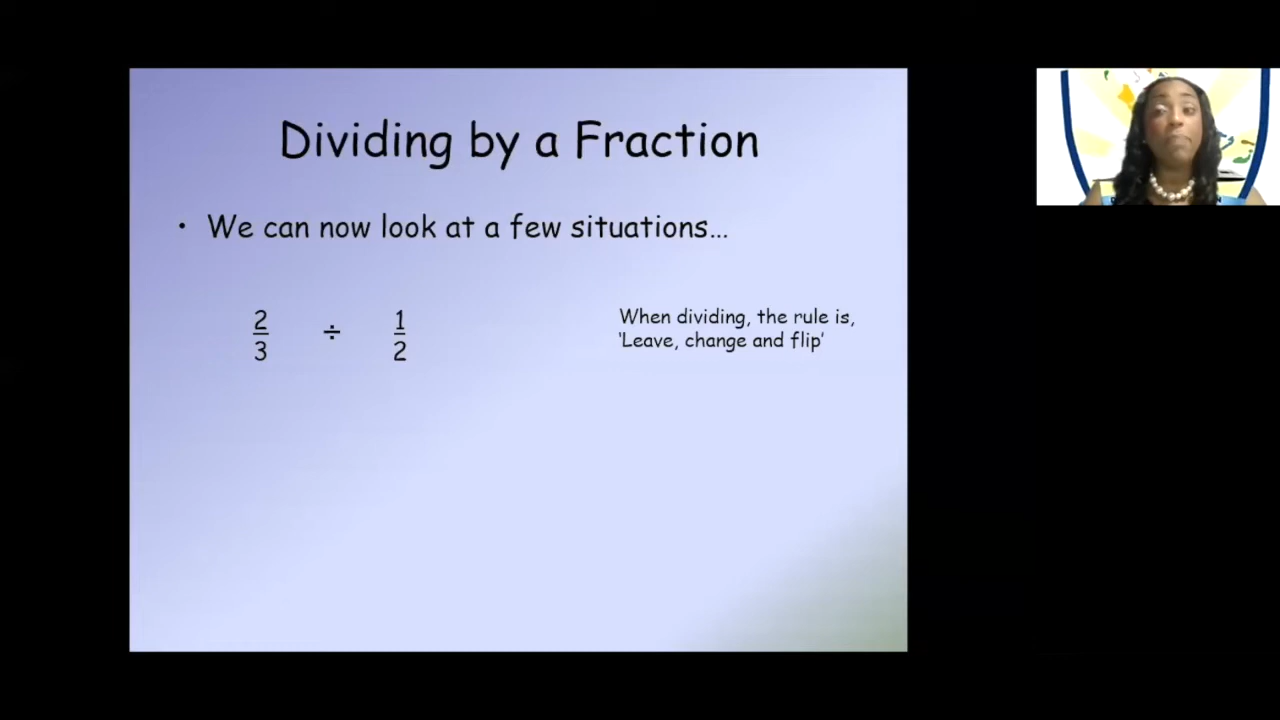 Dividing by a Fraction
• We can now look at a few situations…
2/3 ÷ 1/2
When dividing, the rule is,
‘Leave, change and flip’